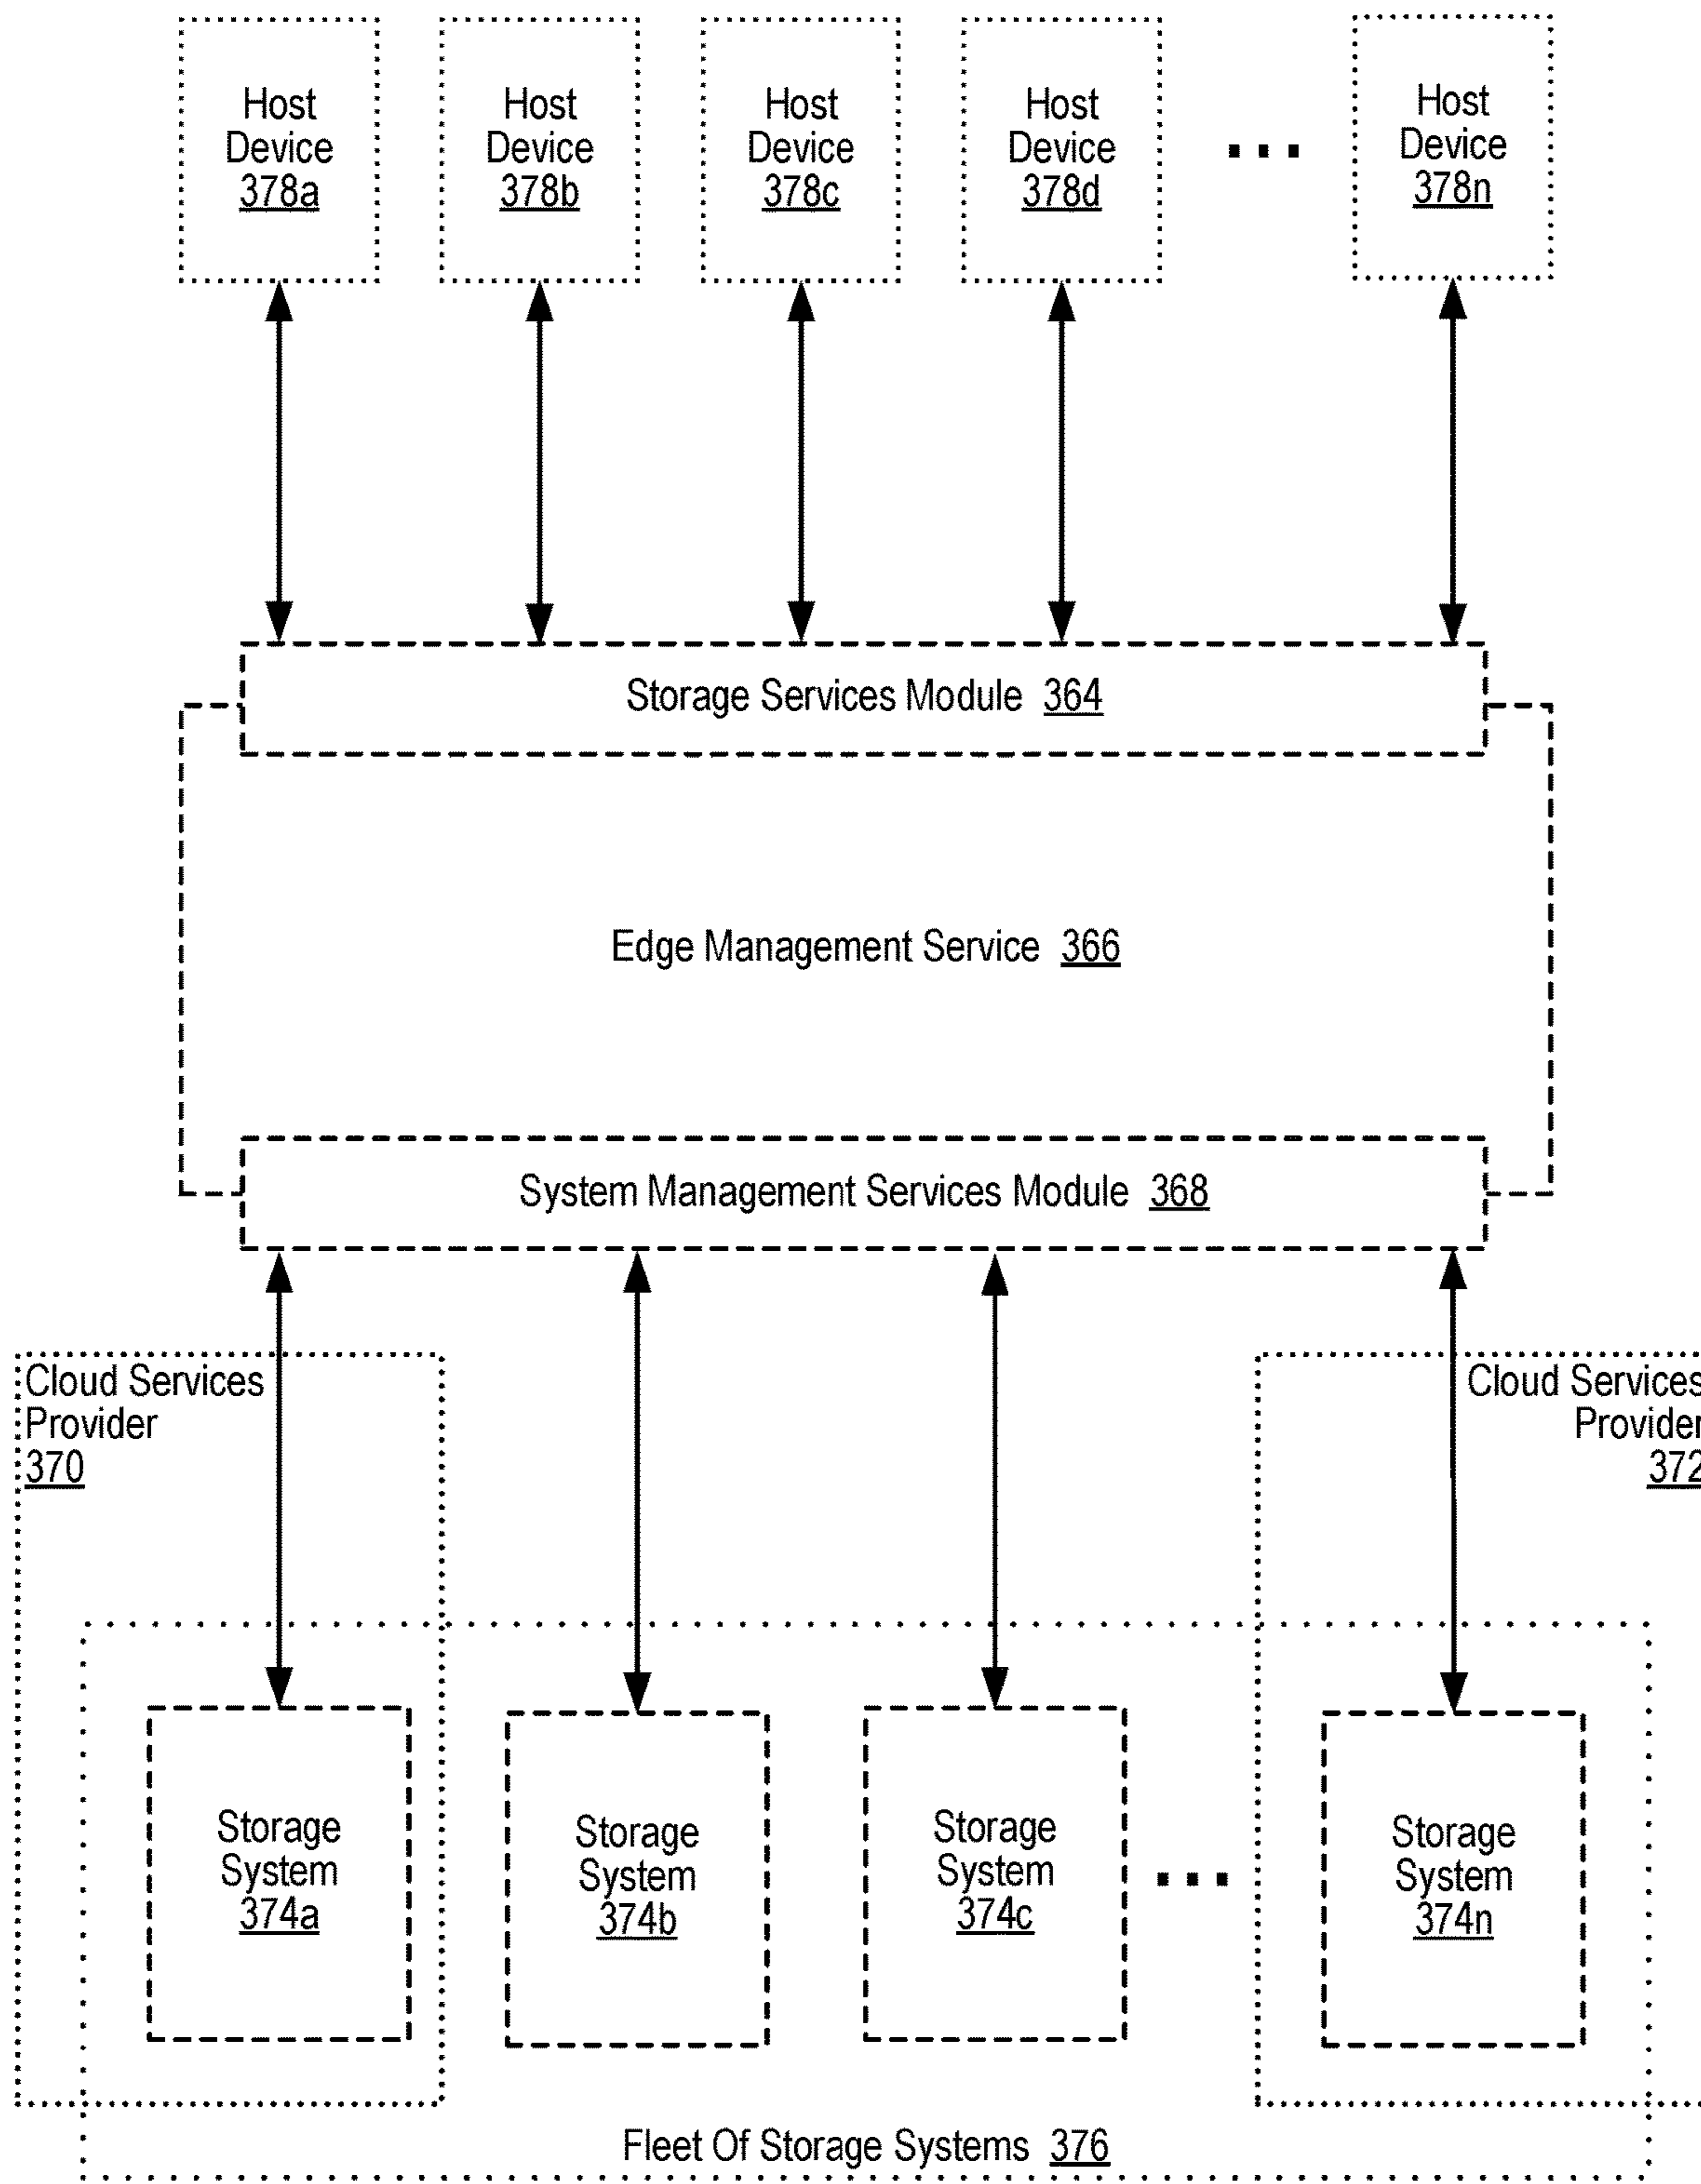 Host
Device
378a
Host
Device
378b
Host
Device
378c
Host
Device
378d
...
Host
Device
378n
Storage Services Module 364
Edge Management Service 366
System Management Services Module 368
Cloud Services
Provider
370
Cloud Services
Provider
372
Storage
System
374a
Storage
System
374b
Storage
System
374c
...
Storage
System
374n
Fleet Of Storage Systems 376